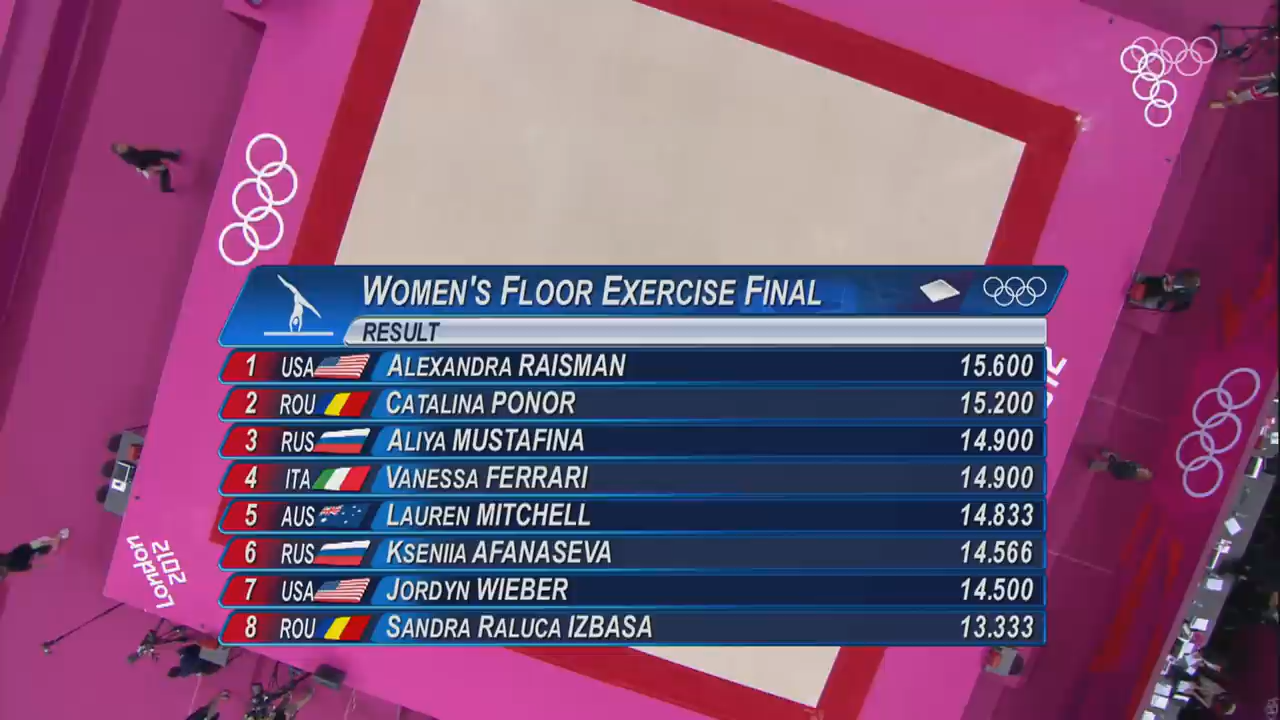 WOMEN'S FLOOR EXERCISE FINAL
RESULT
1 USA ALEXANDRA RAISMAN 15.600
2 ROU CATALINA PONOR 15.200
3 RUS ALIYA MUSTAFINA 14.900
4 ITA VANESSA FERRARI 14.900
5 AUS LAUREN MITCHELL 14.833
6 RUS KSENIIA AFANASEVA 14.566
7 USA JORDYN WIEBER 14.500
8 ROU SANDRA RALUCA IZBASA 13.333
London
2012